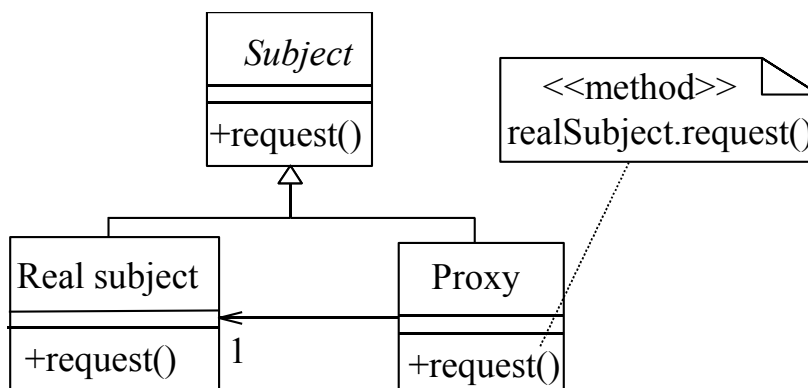 Subject
+request()
<<method>>
realSubject.request()
Real subject
+request()
1
Proxy
+request()